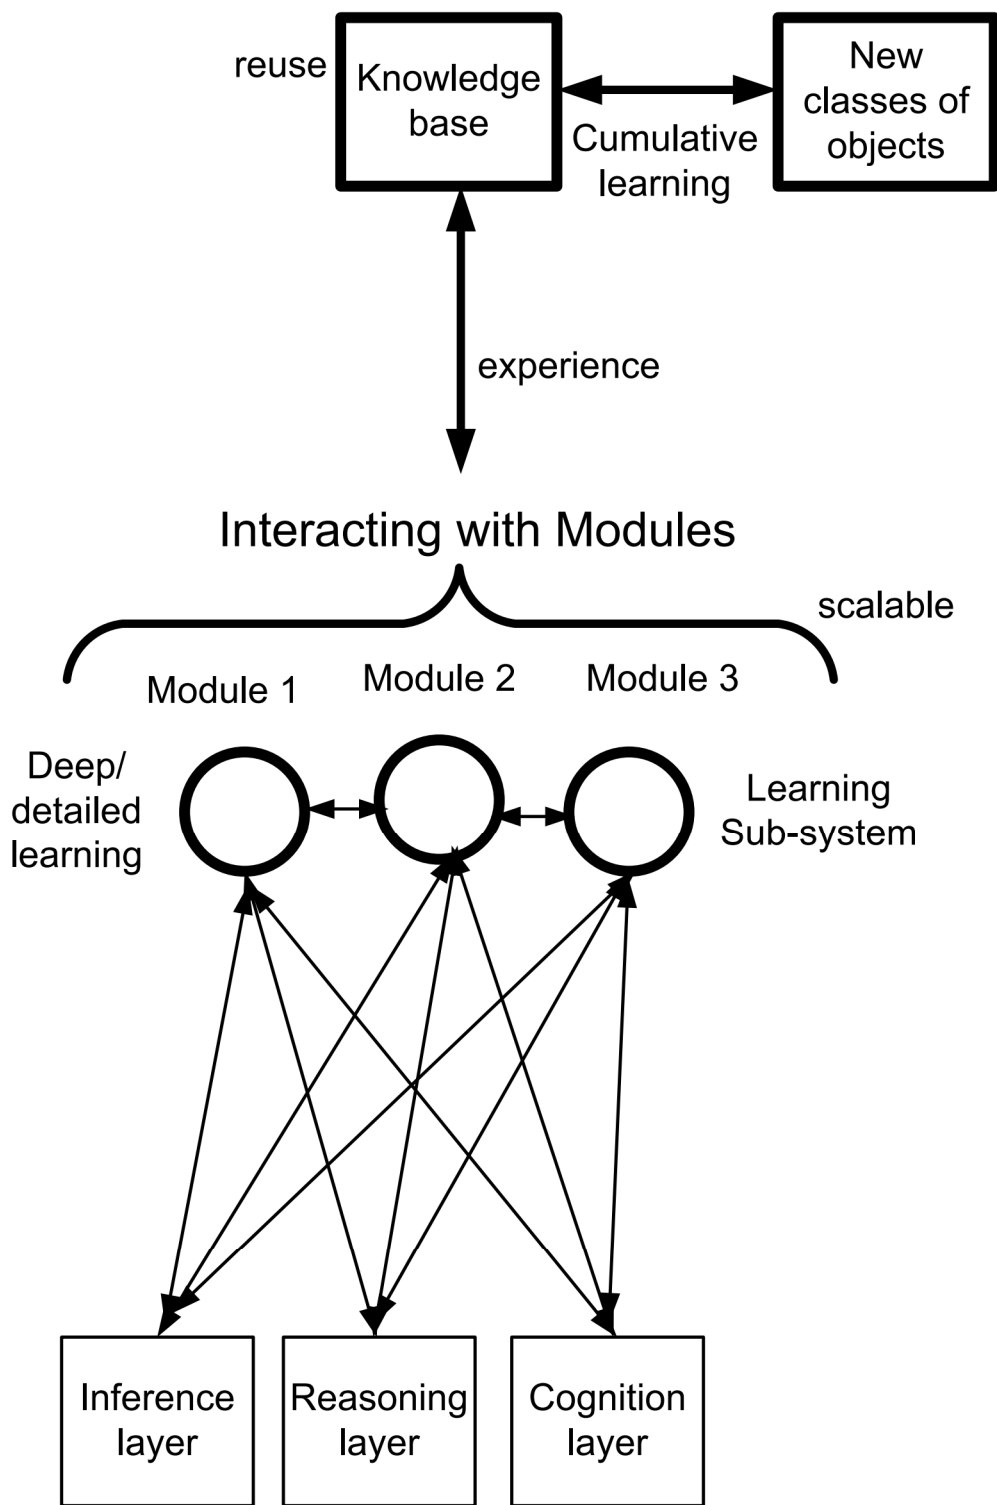 reuse
Knowledge
base
New
classes of
objects
Cumulative
learning
experience
Interacting with Modules
scalable
Module 1
Module 2
Module 3
Deep/
detailed
learning
Learning
Sub-system
Inference
layer
Reasoning
layer
Cognition
layer